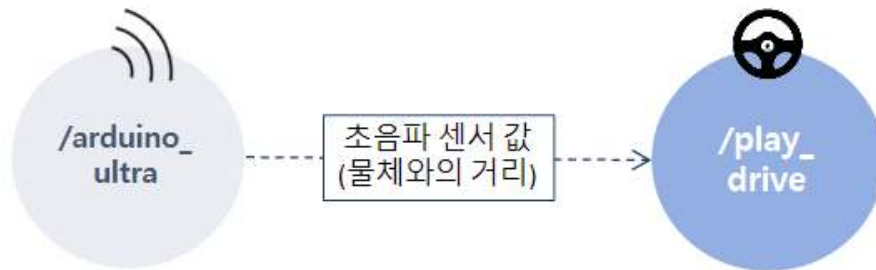 /arduino_
ultra
초음파 센서 값
(물체와의 거리)
/play_
drive